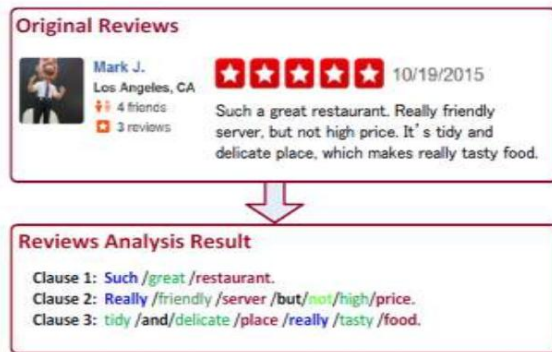 Original Reviews
Mark J.
Los Angeles, CA
4 friends
3 reviews
10/19/2015
Such a great restaurant. Really friendly
server, but not high price. It's tidy and
delicate place, which makes really tasty food.
Reviews Analysis Result
Clause 1: Such /great /restaurant.
Clause 2: Really /friendly /server /but/not/high/price.
Clause 3: tidy /and/delicate /place /really /tasty /food.